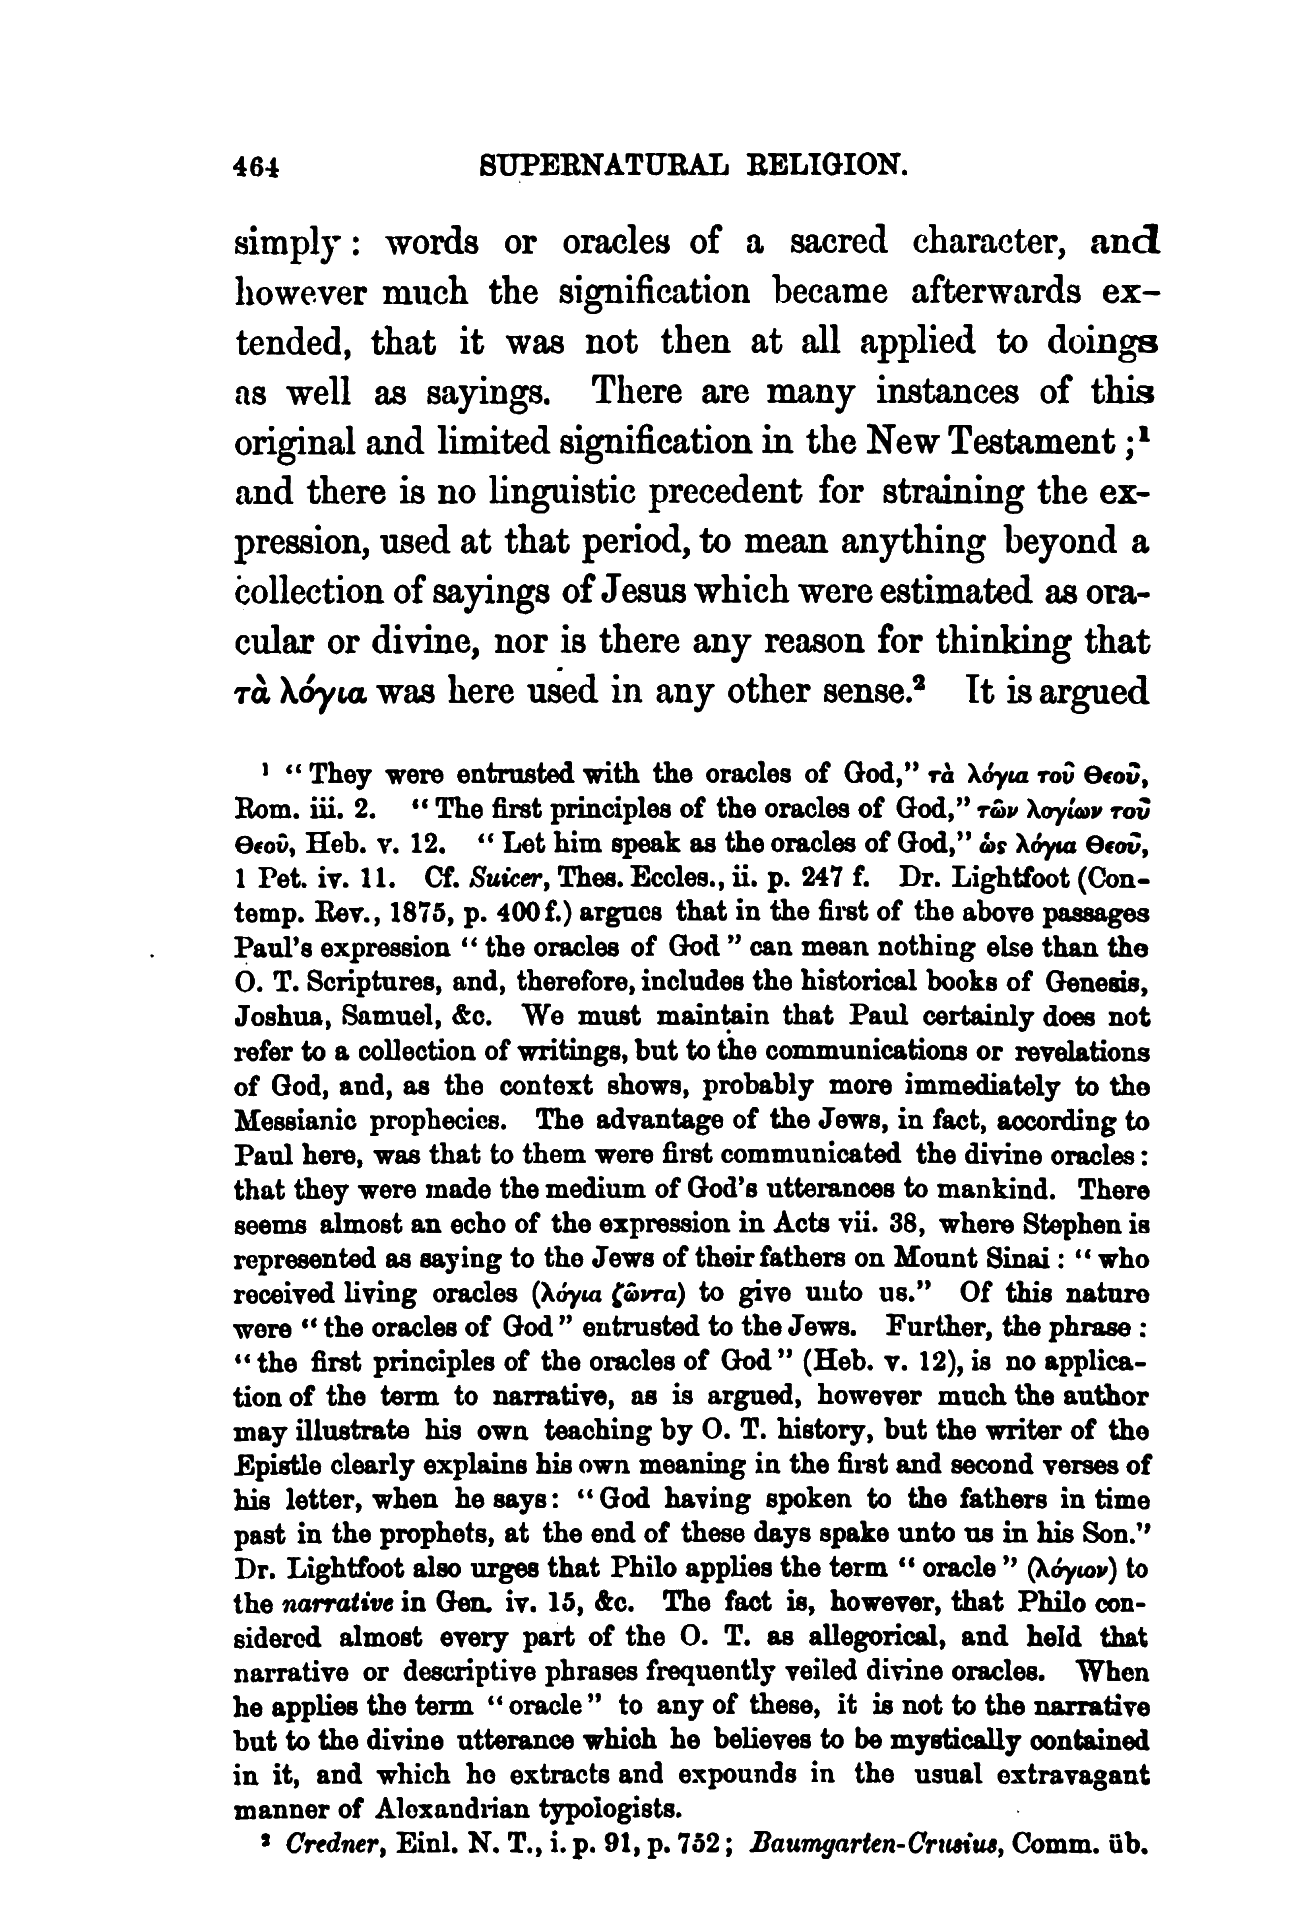 464 SUPERNATURAL RELIGION.
simply : words or oracles of a sacred character, and
however much the signification became afterwards ex-
tended, that it was not then at all applied to doings
as well as sayings. There are many instances of this
original and limited signification in the New Testament ;¹
and there is no linguistic precedent for straining the ex-
pression, used at that period, to mean anything beyond a
collection of sayings of Jesus which were estimated as ora-
cular or divine, nor is there any reason for thinking that
τὰ λόγια was here used in any other sense.² It is argued
¹ “They were entrusted with the oracles of God,” τὰ λόγια τοῦ Θεοῦ,
Rom. iii. 2. “The first principles of the oracles of God,” τῶν λογίων τοῦ
Θεοῦ, Heb. v. 12. “Let him speak as the oracles of God,” ὡς λόγια Θεοῦ,
1 Pet. iv. 11. Cf. Suicer, Thes. Eccles., ii. p. 247 f. Dr. Lightfoot (Con-
temp. Rev., 1875, p. 400 f.) argues that in the first of the above passages
Paul's expression “the oracles of God” can mean nothing else than the
O. T. Scriptures, and, therefore, includes the historical books of Genesis,
Joshua, Samuel, &c. We must maintain that Paul certainly does not
refer to a collection of writings, but to the communications or revelations
of God, and, as the context shows, probably more immediately to the
Messianic prophecies. The advantage of the Jews, in fact, according to
Paul here, was that to them were first communicated the divine oracles :
that they were made the medium of God's utterances to mankind. There
seems almost an echo of the expression in Acts vii. 38, where Stephen is
represented as saying to the Jews of their fathers on Mount Sinai : “who
received living oracles (λόγια ζῶντα) to give unto us.” Of this nature
were “the oracles of God” entrusted to the Jews. Further, the phrase :
“the first principles of the oracles of God” (Heb. v. 12), is no applica-
tion of the term to narrative, as is argued, however much the author
may illustrate his own teaching by O. T. history, but the writer of the
Epistle clearly explains his own meaning in the first and second verses of
his letter, when he says: “God having spoken to the fathers in time
past in the prophets, at the end of these days spake unto us in his Son.”
Dr. Lightfoot also urges that Philo applies the term “oracle” (λόγιον) to
the narrative in Gen. iv. 15, &c. The fact is, however, that Philo con-
sidered almost every part of the O. T. as allegorical, and held that
narrative or descriptive phrases frequently veiled divine oracles. When
he applies the term “oracle” to any of these, it is not to the narrative
but to the divine utterance which he believes to be mystically contained
in it, and which he extracts and expounds in the usual extravagant
manner of Alexandrian typologists.
² Credner, Einl. N. T., i. p. 91, p. 752 ; Baumgarten-Crusius, Comm. üb.